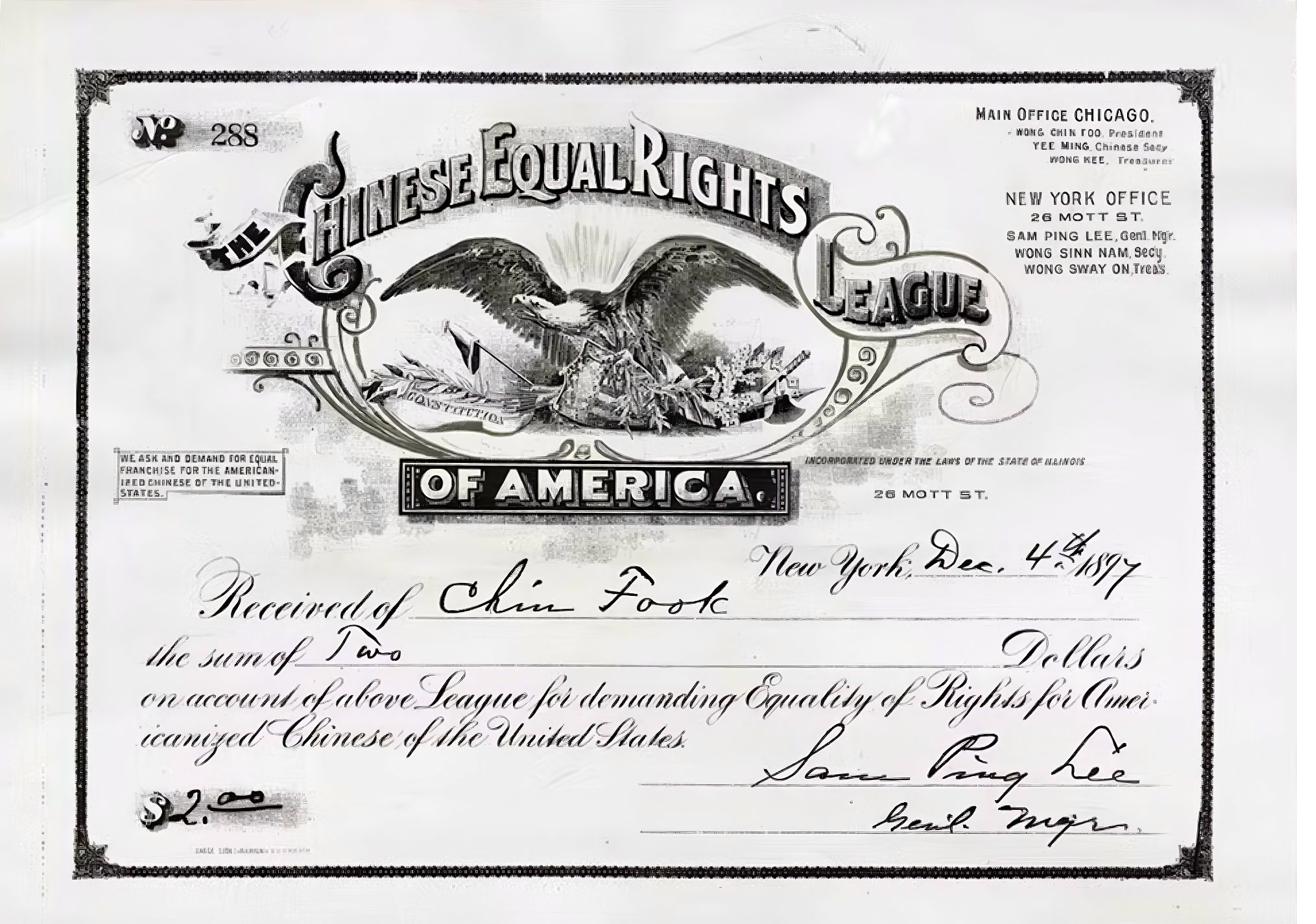 No. 288
THE CHINESE EQUAL RIGHTS
LEAGUE
OF AMERICA.
CONSTITUTION
MAIN OFFICE CHICAGO.
WONG CHIN FOO, President
YEE MING, Chinese Secy
WONG KEE, Treasurer
NEW YORK OFFICE
26 MOTT ST.
SAM PING LEE, Genl. Mgr.
WONG SINN NAM, Secy.
WONG SWAY ON, Treas.
WE ASK AND DEMAND FOR EQUAL
FRANCHISE FOR THE AMERICAN-
IZED CHINESE OF THE UNITED
STATES.
INCORPORATED UNDER THE LAWS OF THE STATE OF ILLINOIS
26 MOTT ST.
New York, Dec. 4th 1897
Received of Chin Fook
the sum of Two Dollars
on account of above League for demanding Equality of Rights for Amer-
icanized Chinese of the United States.
Sam Ping Lee
Genl. Mgr.
$2.00